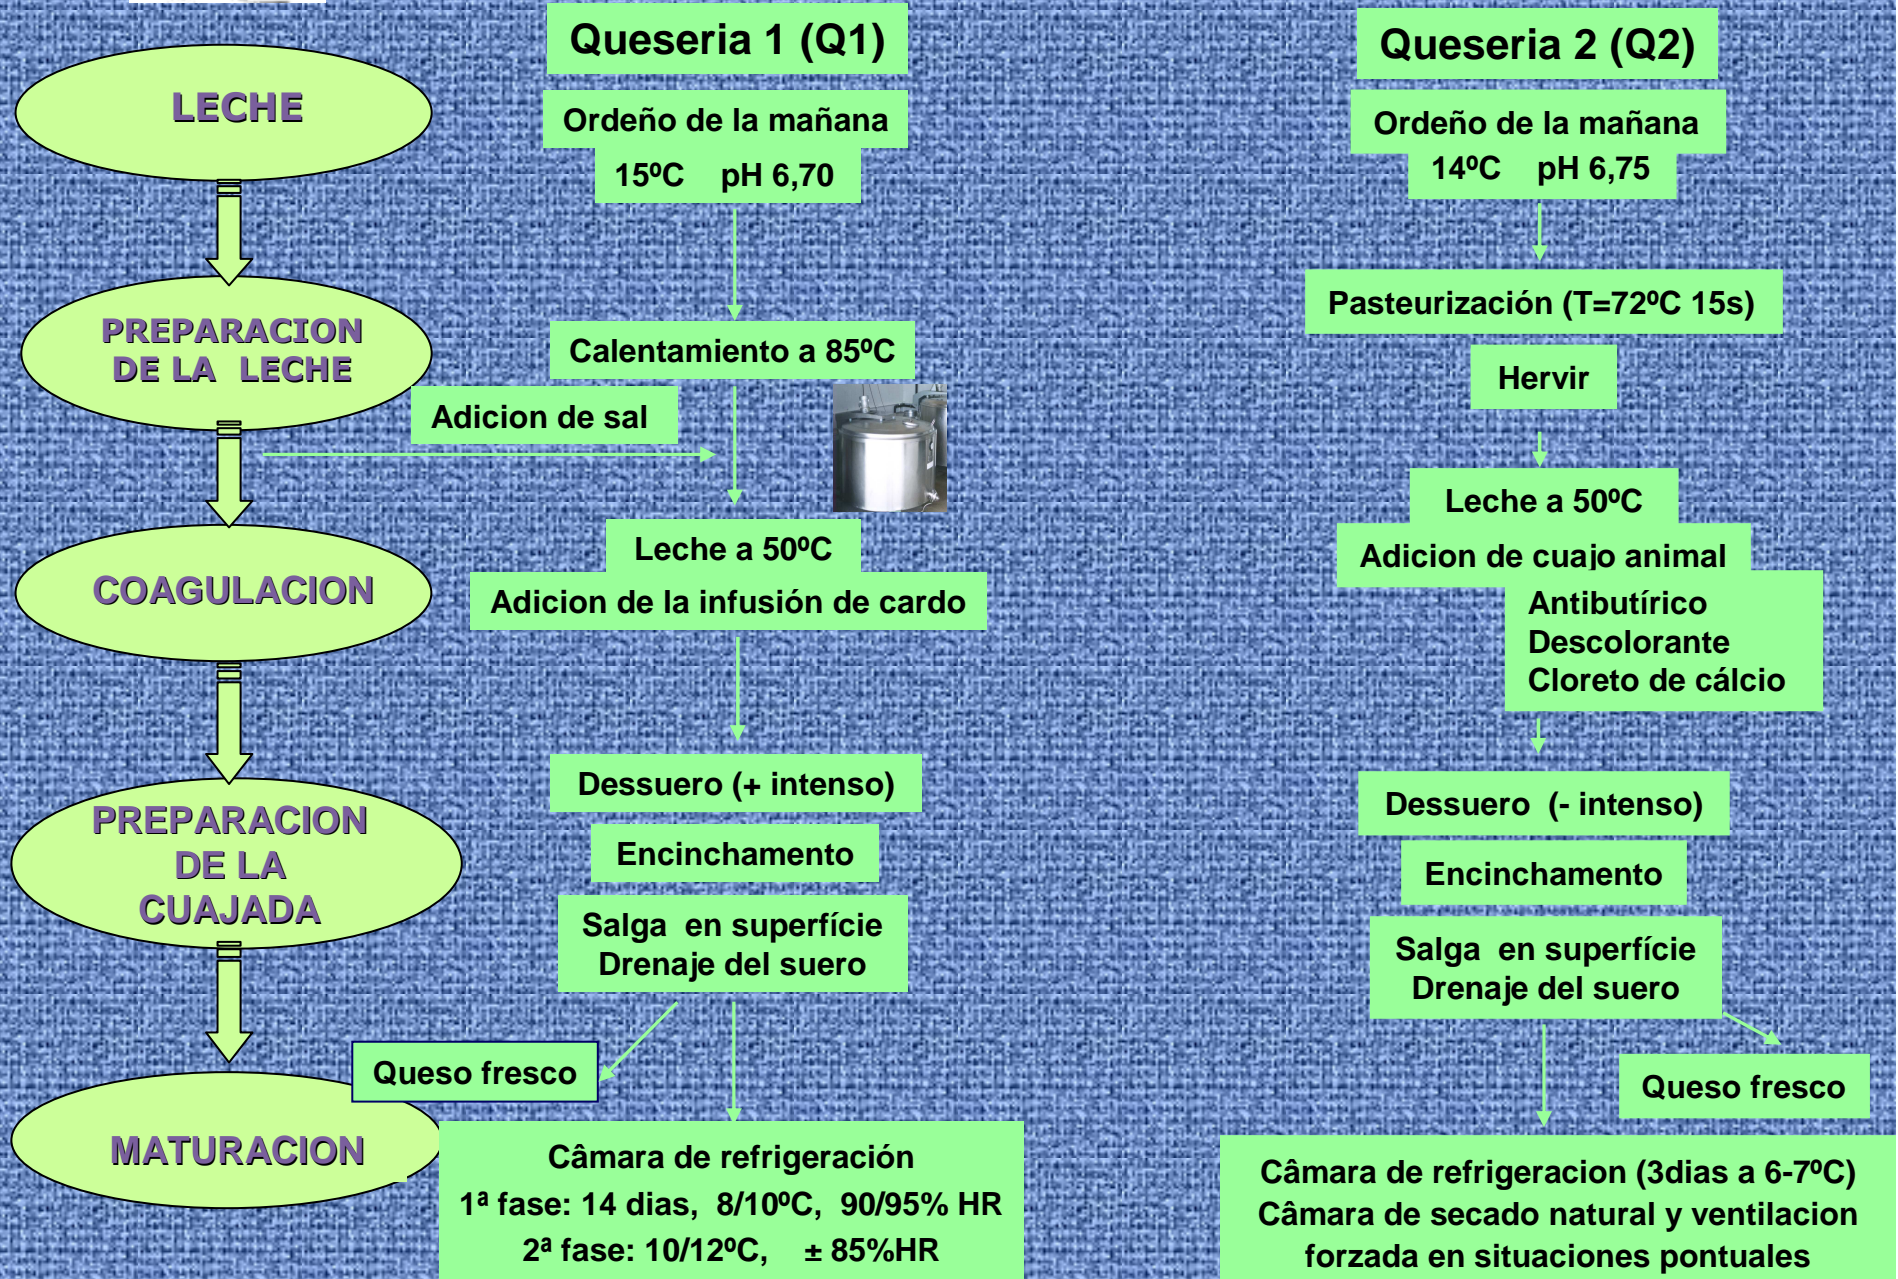 LECHE
PREPARACION
DE LA LECHE
COAGULACION
PREPARACION
DE LA
CUAJADA
MATURACION
Queseria 1 (Q1)
Ordeño de la mañana
15ºC pH 6,70
Calentamiento a 85ºC
Adicion de sal
Leche a 50ºC
Adicion de la infusión de cardo
Dessuero (+ intenso)
Encinchamento
Salga en superfície
Drenaje del suero
Queso fresco
Câmara de refrigeración
1ª fase: 14 dias, 8/10ºC, 90/95% HR
2ª fase: 10/12ºC, ± 85%HR
Queseria 2 (Q2)
Ordeño de la mañana
14ºC pH 6,75
Pasteurización (T=72ºC 15s)
Hervir
Leche a 50ºC
Adicion de cuajo animal
Antibutírico
Descolorante
Cloreto de cálcio
Dessuero (- intenso)
Encinchamento
Salga en superfície
Drenaje del suero
Queso fresco
Câmara de refrigeracion (3dias a 6-7ºC)
Câmara de secado natural y ventilacion
forzada en situaciones pontuales